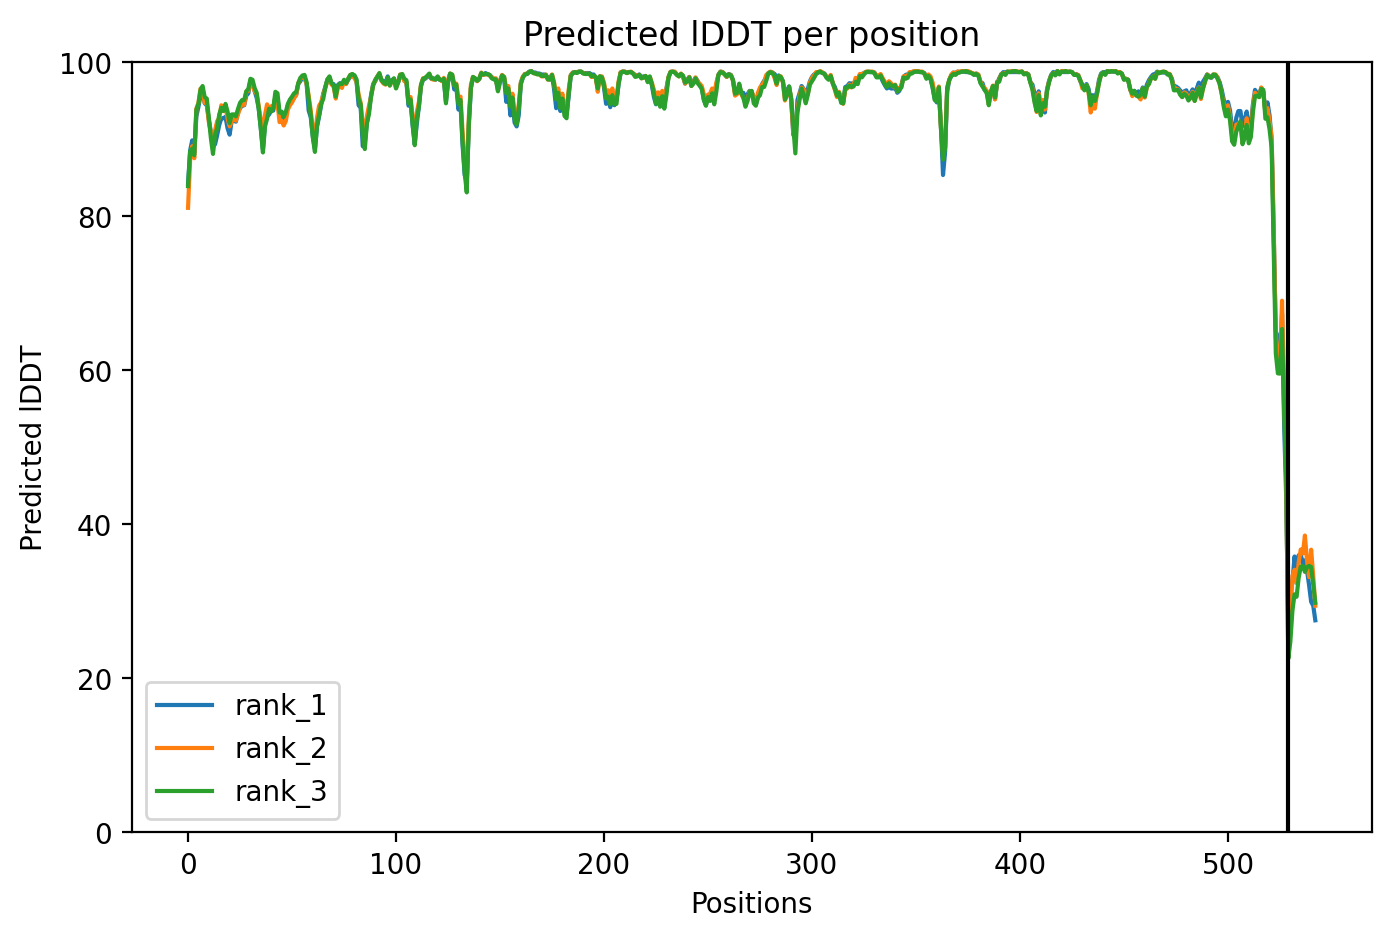 Predicted lDDT per position
100
80
60
40
20
0
Predicted lDDT
rank_1
rank_2
rank_3
0 100 200 300 400 500
Positions